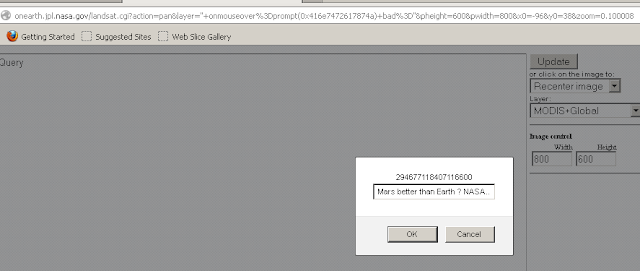 onearth.jpl.nasa.gov/landsat.cgi?action=pan&layer="+onmouseover%3Dprompt(0x416e7472617874a)+bad%3D"&pheight=600&pwidth=800&x0=-96&y0=38&zoom=0.100008
Getting Started Suggested Sites Web Slice Gallery
Query
Update
or click on the image to:
Recenter image
Layer:
MODIS+Global
Image control
Width Height
800 600
294677118407116600
Mars better than Earth ? NASA..
OK Cancel